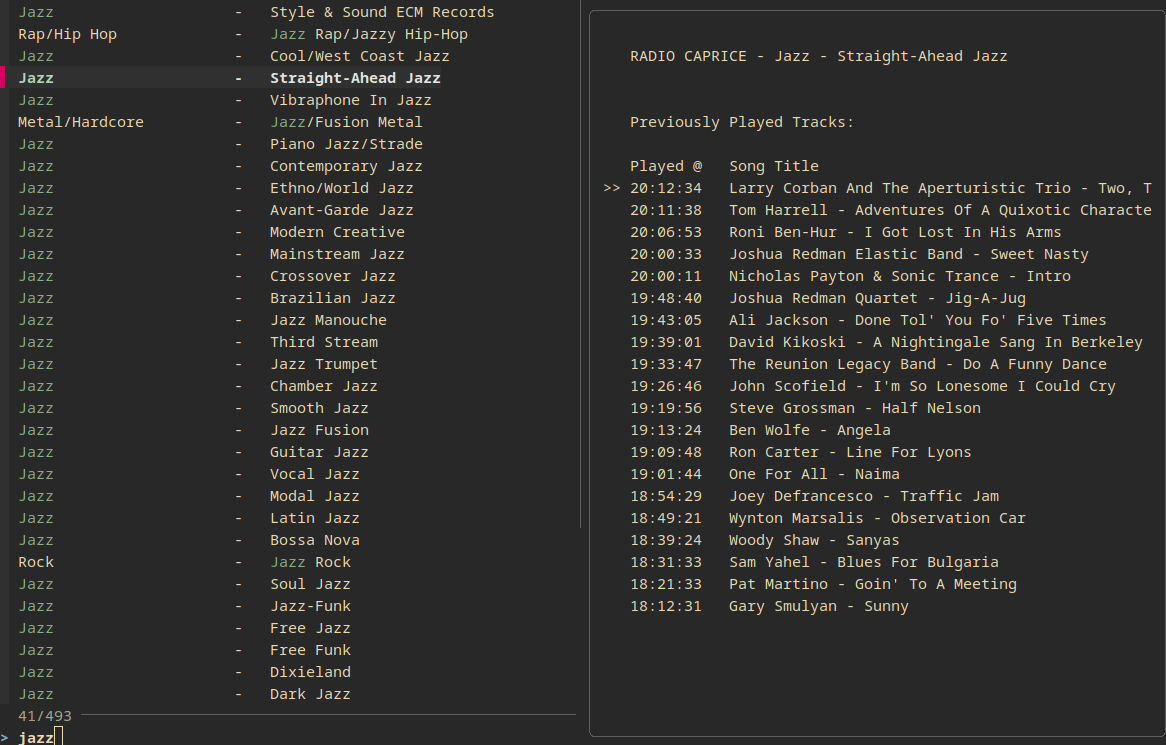 Jazz - Style & Sound ECM Records
Rap/Hip Hop - Jazz Rap/Jazzy Hip-Hop
Jazz - Cool/West Coast Jazz
Jazz - Straight-Ahead Jazz
Jazz - Vibraphone In Jazz
Metal/Hardcore - Jazz/Fusion Metal
Jazz - Piano Jazz/Strade
Jazz - Contemporary Jazz
Jazz - Ethno/World Jazz
Jazz - Avant-Garde Jazz
Jazz - Modern Creative
Jazz - Mainstream Jazz
Jazz - Crossover Jazz
Jazz - Brazilian Jazz
Jazz - Jazz Manouche
Jazz - Third Stream
Jazz - Jazz Trumpet
Jazz - Chamber Jazz
Jazz - Smooth Jazz
Jazz - Jazz Fusion
Jazz - Guitar Jazz
Jazz - Vocal Jazz
Jazz - Modal Jazz
Jazz - Latin Jazz
Jazz - Bossa Nova
Rock - Jazz Rock
Jazz - Soul Jazz
Jazz - Jazz-Funk
Jazz - Free Jazz
Jazz - Free Funk
Jazz - Dixieland
Jazz - Dark Jazz
41/493
> jazz
RADIO CAPRICE - Jazz - Straight-Ahead Jazz
Previously Played Tracks:
Played @ Song Title
>> 20:12:34 Larry Corban And The Aperturistic Trio - Two, T
20:11:38 Tom Harrell - Adventures Of A Quixotic Characte
20:06:53 Roni Ben-Hur - I Got Lost In His Arms
20:00:33 Joshua Redman Elastic Band - Sweet Nasty
20:00:11 Nicholas Payton & Sonic Trance - Intro
19:48:40 Joshua Redman Quartet - Jig-A-Jug
19:43:05 Ali Jackson - Done Tol' You Fo' Five Times
19:39:01 David Kikoski - A Nightingale Sang In Berkeley
19:33:47 The Reunion Legacy Band - Do A Funny Dance
19:26:46 John Scofield - I'm So Lonesome I Could Cry
19:19:56 Steve Grossman - Half Nelson
19:13:24 Ben Wolfe - Angela
19:09:48 Ron Carter - Line For Lyons
19:01:44 One For All - Naima
18:54:29 Joey Defrancesco - Traffic Jam
18:49:21 Wynton Marsalis - Observation Car
18:39:24 Woody Shaw - Sanyas
18:31:33 Sam Yahel - Blues For Bulgaria
18:21:33 Pat Martino - Goin' To A Meeting
18:12:31 Gary Smulyan - Sunny